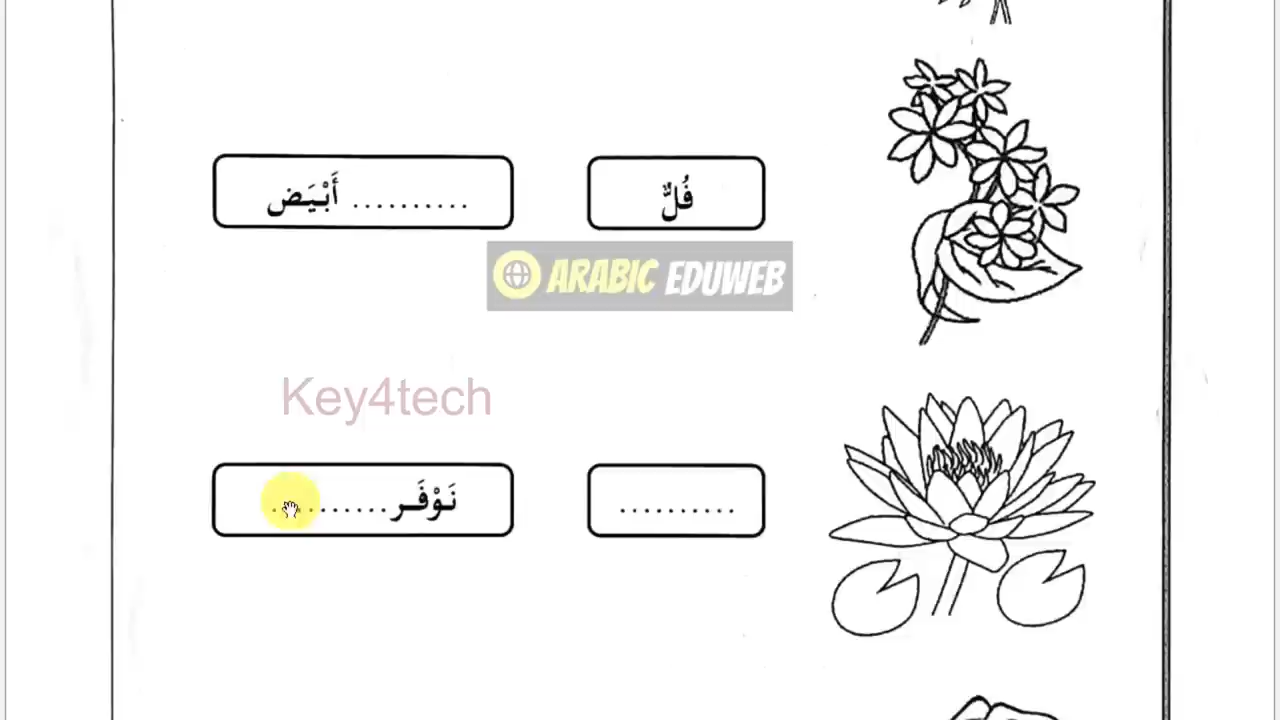 فُلٌّ
.......... أَبْيَض
ARABIC EDUWEB
Key4tech
..........
نَوْفَر..........